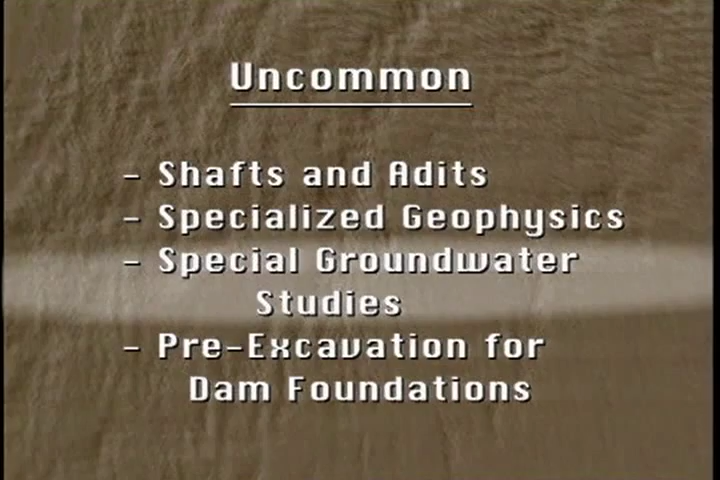 Uncommon
- Shafts and Adits
- Specialized Geophysics
- Special Groundwater
Studies
- Pre-Excavation for
Dam Foundations